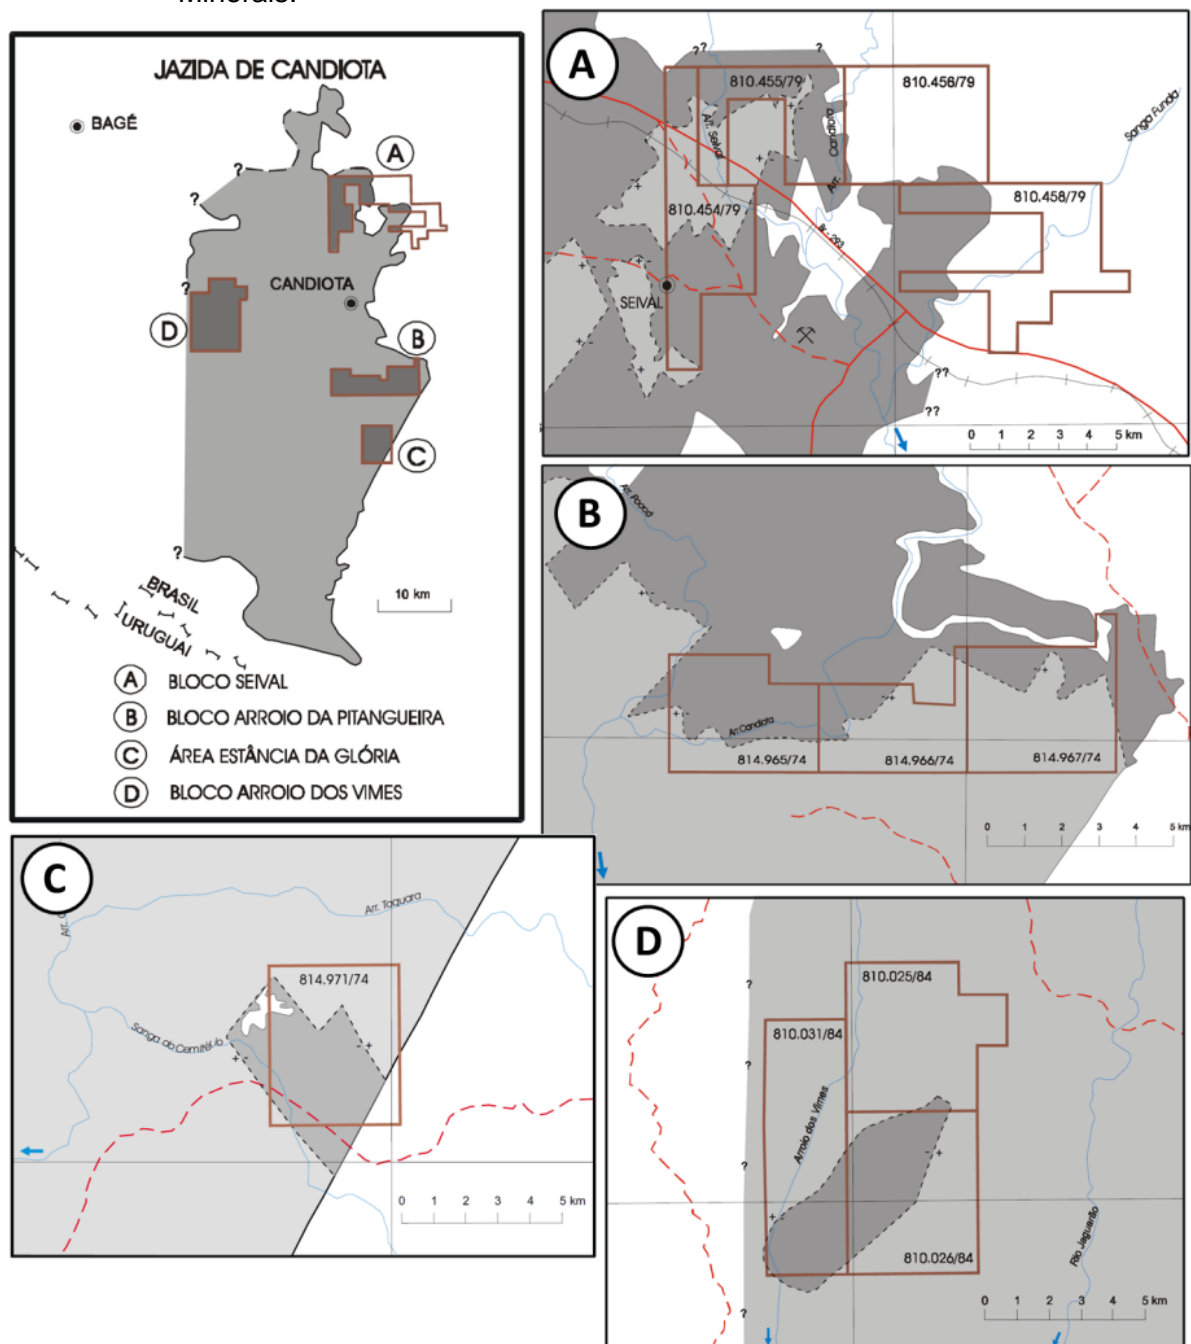 Minerais.
JAZIDA DE CANDIOTA
BAGÉ
A
?
?
CANDIOTA
?
D
B
C
?
BRASIL
URUGUAI
10 km
A BLOCO SEIVAL
B BLOCO ARROIO DA PITANGUEIRA
C ÁREA ESTÂNCIA DA GLÓRIA
D BLOCO ARROIO DOS VIMES
A
??
?
810.455/79
810.456/79
Sanga Funda
Arr. Seival
Arr. Candiota
810.454/79
810.458/79
Br - 293
SEIVAL
??
??
0 1 2 3 4 5 km
B
Arr. Poacá
Arr. Candiota
814.965/74
814.966/74
814.967/74
0 1 2 3 4 5 km
C
Arr. Taquara
814.971/74
Sanga do Cemitério
0 1 2 3 4 5 km
D
810.025/84
?
810.031/84
?
Arroio dos Vimes
?
Rio Jaguarão
810.026/84
0 1 2 3 4 5 km
?